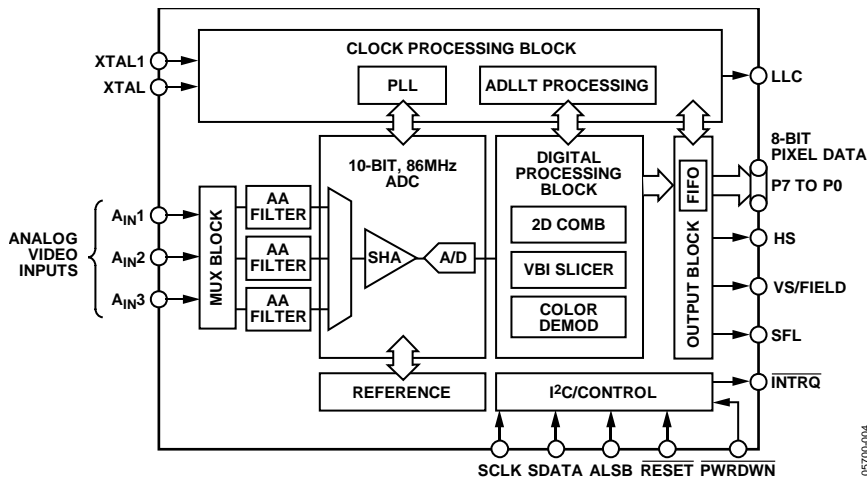 CLOCK PROCESSING BLOCK
XTAL1
XTAL
PLL
ADLLT PROCESSING
LLC
8-BIT
PIXEL DATA
P7 TO P0
10-BIT, 86MHz
ADC
DIGITAL
PROCESSING
BLOCK
FIFO
OUTPUT BLOCK
ANALOG
VIDEO
INPUTS
AIN1
AIN2
AIN3
MUX BLOCK
AA
FILTER
AA
FILTER
AA
FILTER
SHA
A/D
2D COMB
VBI SLICER
COLOR
DEMOD
HS
VS/FIELD
SFL
REFERENCE
I2C/CONTROL
INTRQ
SCLK SDATA ALSB RESET PWRDWN
05700-004